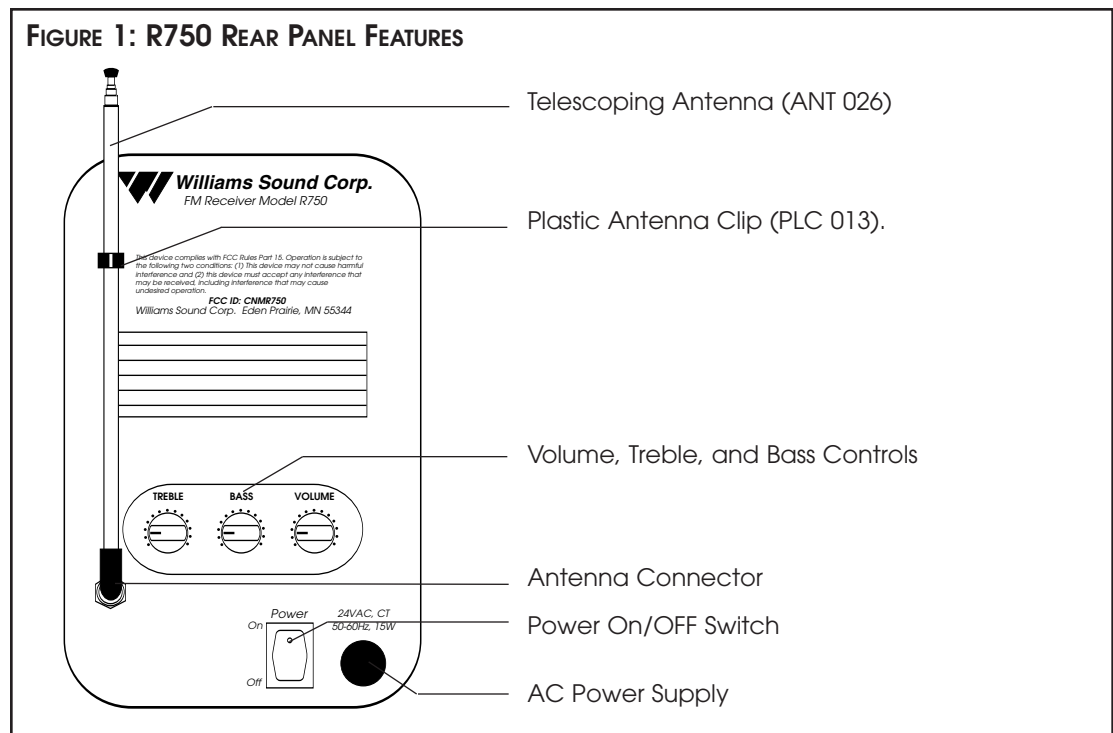 FIGURE 1: R750 REAR PANEL FEATURES
Telescoping Antenna (ANT 026)
Williams Sound Corp.
FM Receiver Model R750
Plastic Antenna Clip (PLC 013).
This device complies with FCC Rules Part 15. Operation is subject to
the following two conditions: (1) This device may not cause harmful
interference and (2) this device must accept any interference that
may be received, including interference that may cause
undesired operation.
FCC ID: CNMR750
Williams Sound Corp. Eden Prairie, MN 55344
Volume, Treble, and Bass Controls
TREBLE BASS VOLUME
Antenna Connector
Power
On
Off
24VAC, CT
50-60Hz, 15W
Power On/OFF Switch
AC Power Supply